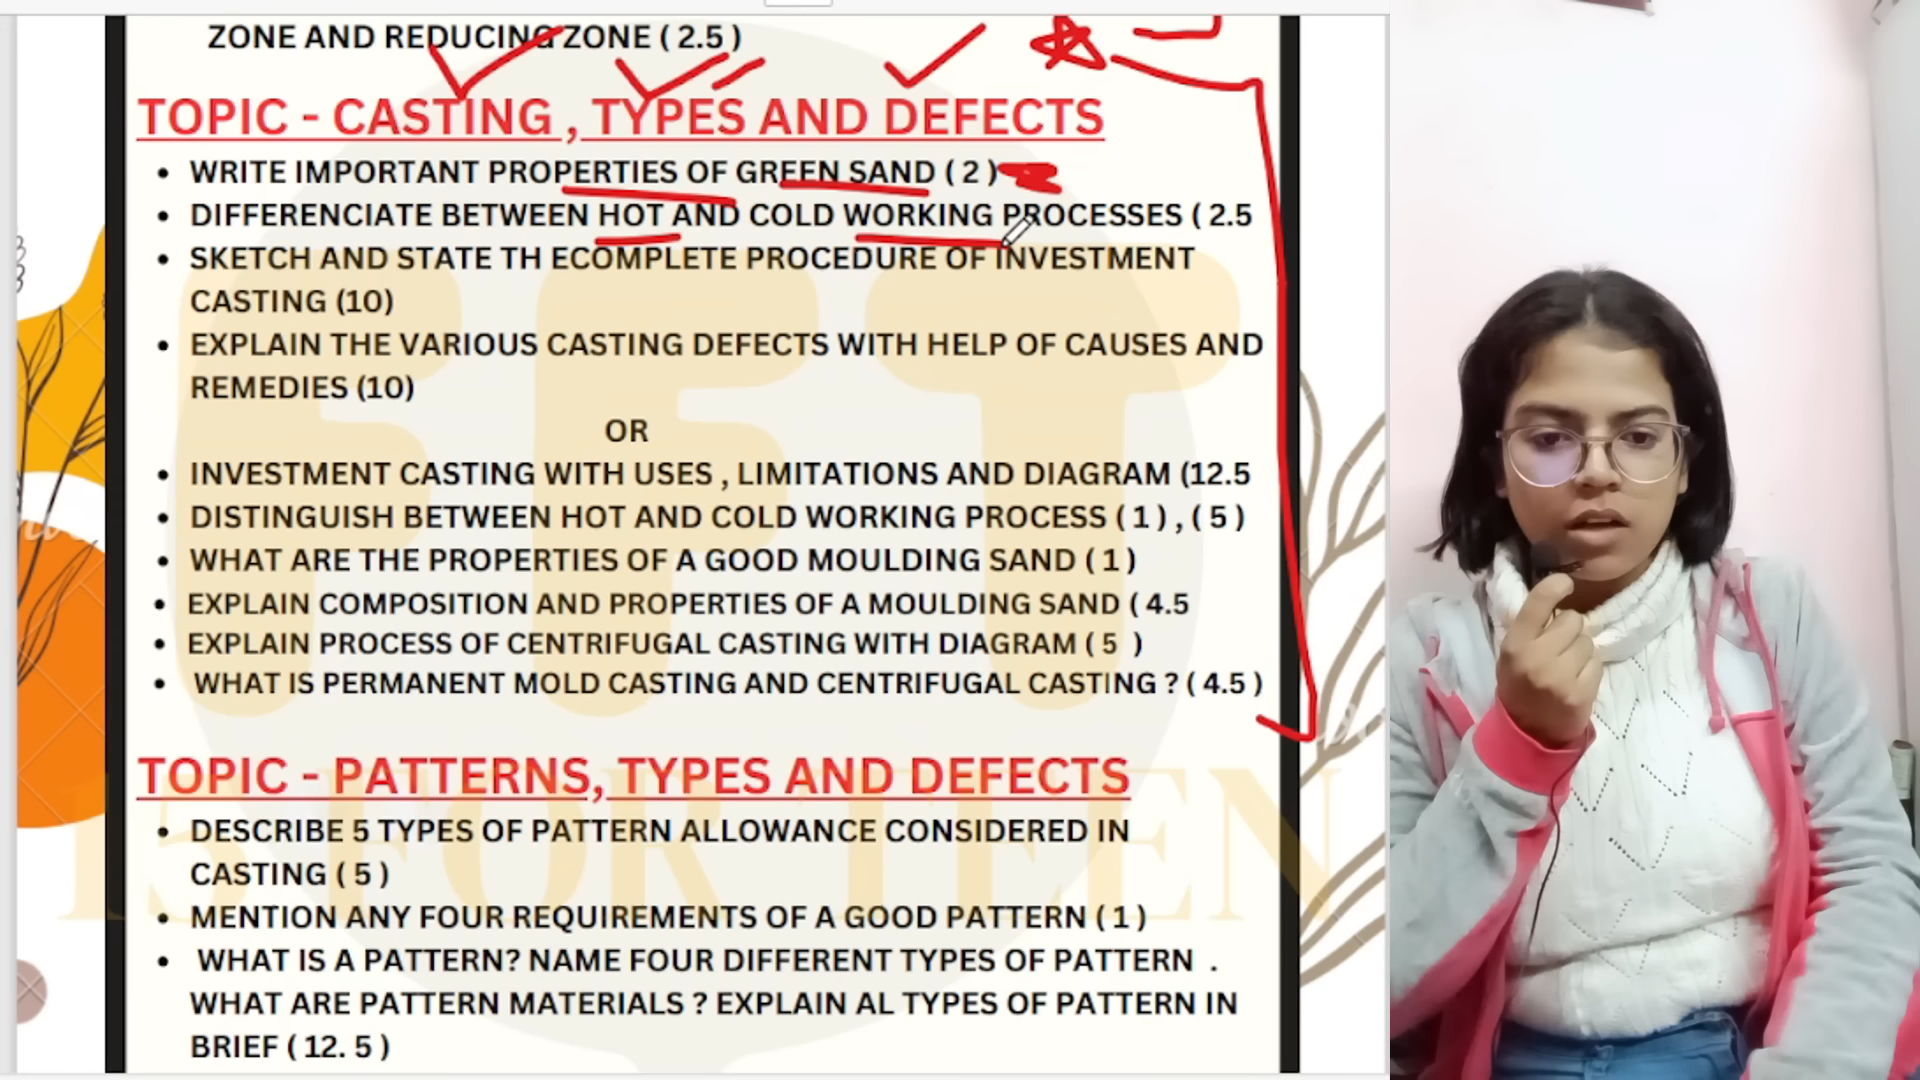 ZONE AND REDUCING ZONE ( 2.5 )
TOPIC - CASTING , TYPES AND DEFECTS
• WRITE IMPORTANT PROPERTIES OF GREEN SAND ( 2 )
• DIFFERENCIATE BETWEEN HOT AND COLD WORKING PROCESSES ( 2.5
• SKETCH AND STATE TH ECOMPLETE PROCEDURE OF INVESTMENT
CASTING (10)
• EXPLAIN THE VARIOUS CASTING DEFECTS WITH HELP OF CAUSES AND
REMEDIES (10)
OR
• INVESTMENT CASTING WITH USES , LIMITATIONS AND DIAGRAM (12.5
• DISTINGUISH BETWEEN HOT AND COLD WORKING PROCESS ( 1 ) , ( 5 )
• WHAT ARE THE PROPERTIES OF A GOOD MOULDING SAND ( 1 )
• EXPLAIN COMPOSITION AND PROPERTIES OF A MOULDING SAND ( 4.5
• EXPLAIN PROCESS OF CENTRIFUGAL CASTING WITH DIAGRAM ( 5 )
• WHAT IS PERMANENT MOLD CASTING AND CENTRIFUGAL CASTING ? ( 4.5 )
TOPIC - PATTERNS, TYPES AND DEFECTS
• DESCRIBE 5 TYPES OF PATTERN ALLOWANCE CONSIDERED IN
CASTING ( 5 )
• MENTION ANY FOUR REQUIREMENTS OF A GOOD PATTERN ( 1 )
• WHAT IS A PATTERN? NAME FOUR DIFFERENT TYPES OF PATTERN .
WHAT ARE PATTERN MATERIALS ? EXPLAIN AL TYPES OF PATTERN IN
BRIEF ( 12. 5 )
FFT
15 FOR TEEN